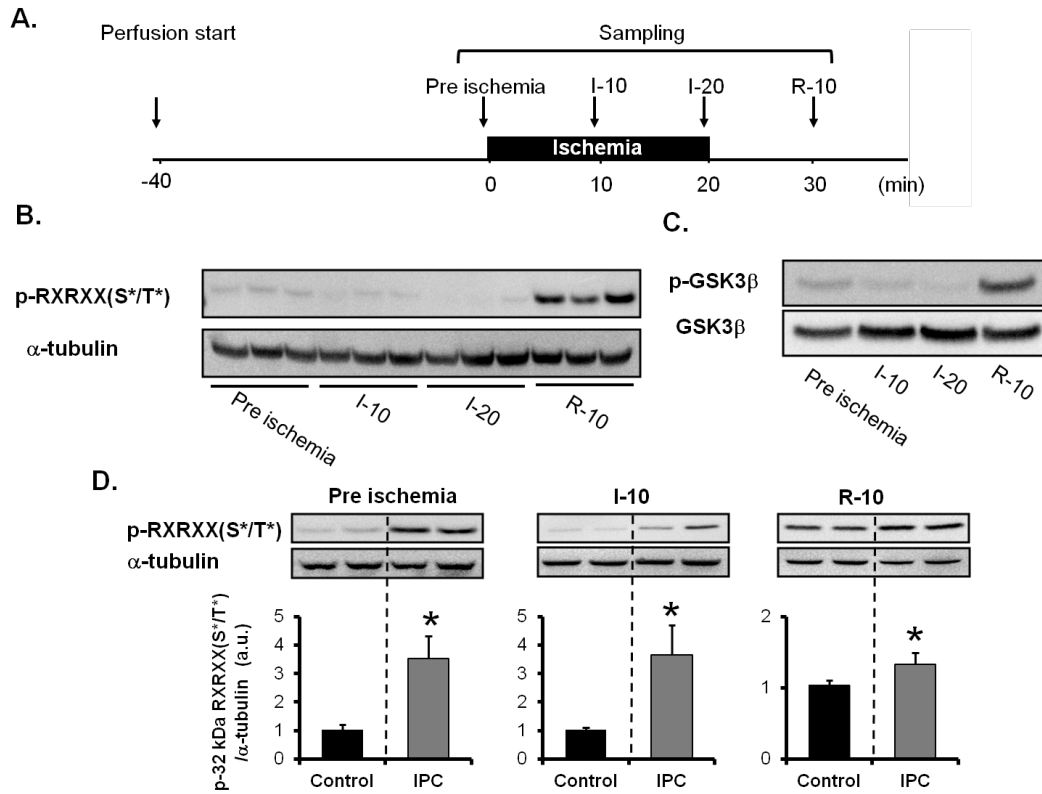 A.
Perfusion start
Sampling
Pre ischemia I-10 I-20 R-10
Ischemia
-40 0 10 20 30 (min)
B.
p-RXRXX(S*/T*)
α-tubulin
Pre ischemia I-10 I-20 R-10
C.
p-GSK3β
GSK3β
Pre ischemia I-10 I-20 R-10
D.
Pre ischemia I-10 R-10
p-RXRXX(S*/T*)
α-tubulin
p-32 kDa RXRXX(S*/T*)
/α-tubulin (a.u.)
5
4
3
2
1
0
*
Control IPC
5
4
3
2
1
0
*
Control IPC
2
1
0
*
Control IPC